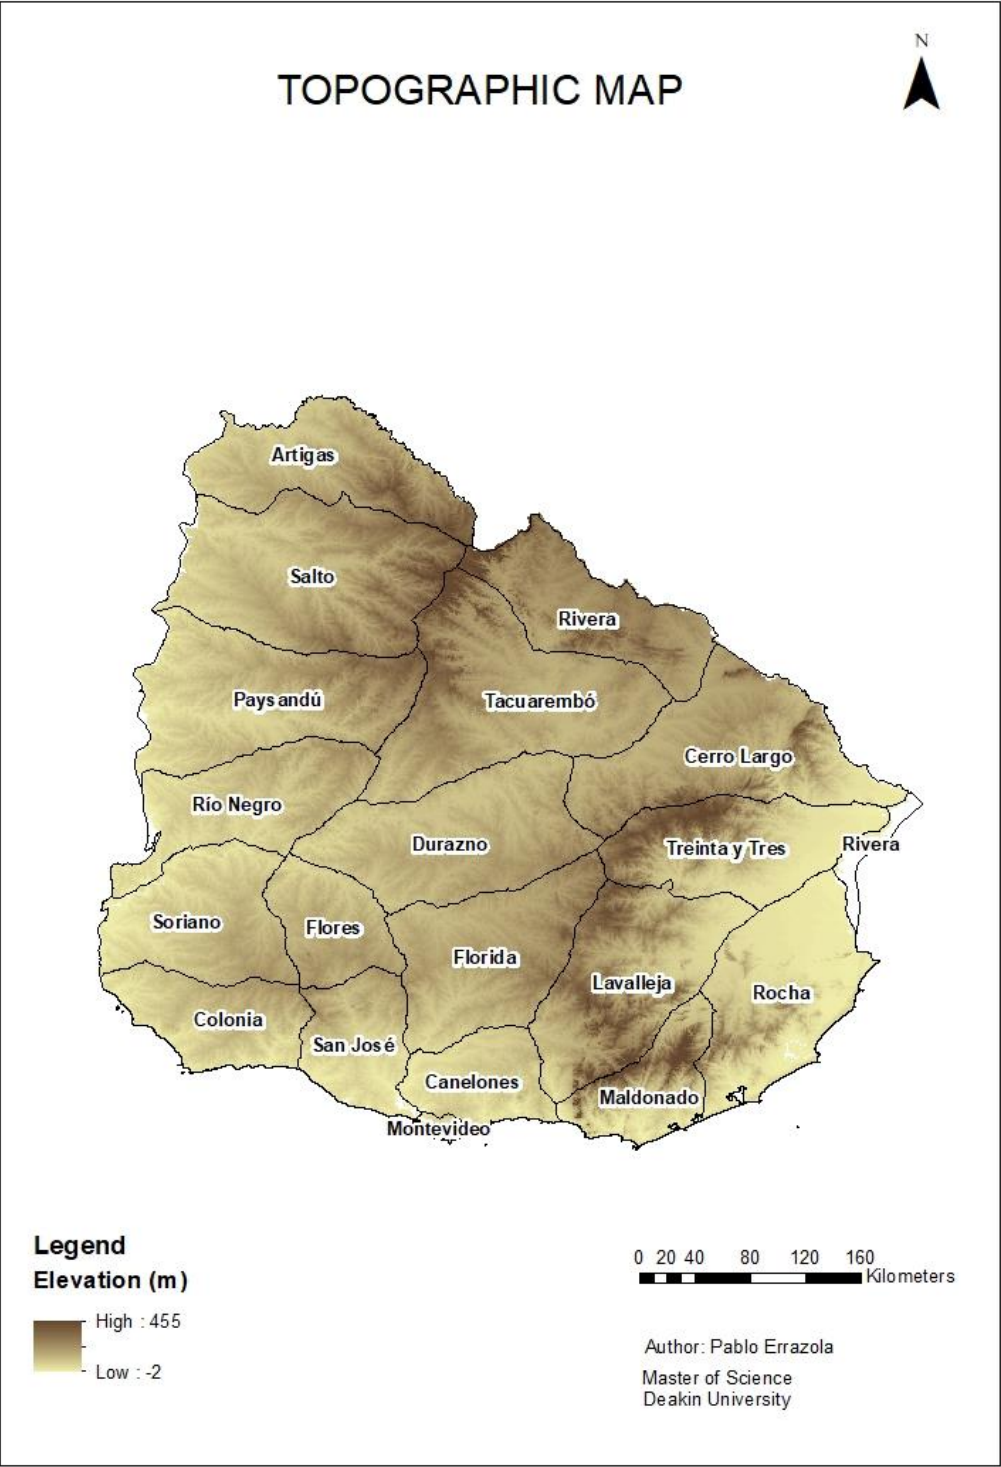 N
TOPOGRAPHIC MAP
Artigas
Salto
Rivera
Paysandú
Tacuarembó
Cerro Largo
Río Negro
Durazno
Treinta y Tres
Rivera
Soriano
Flores
Florida
Lavalleja
Rocha
Colonia
San José
Canelones
Maldonado
Montevideo
Legend
Elevation (m)
High : 455
Low : -2
0 20 40 80 120 160
Kilometers
Author: Pablo Errazola
Master of Science
Deakin University